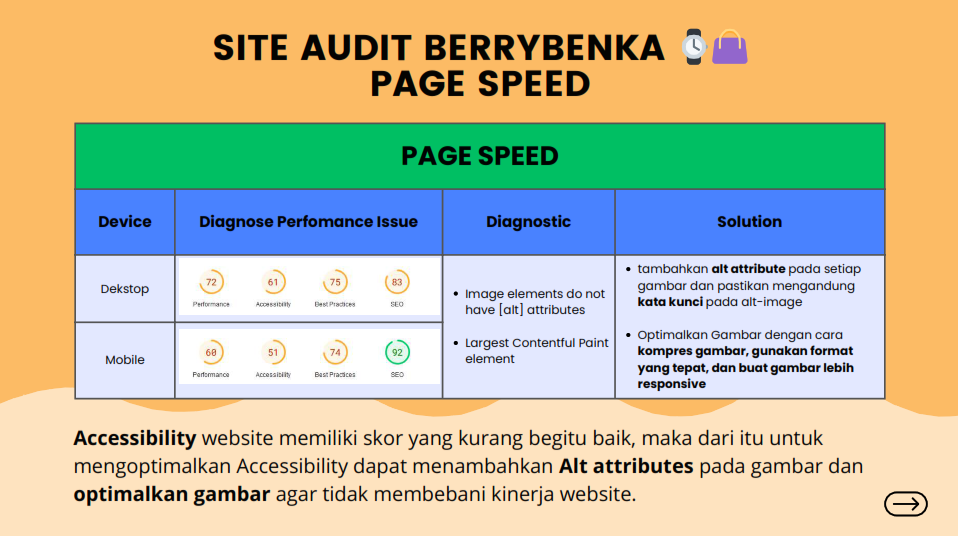 SITE AUDIT BERRYBENKA
PAGE SPEED
PAGE SPEED
Device
Diagnose Perfomance Issue
Diagnostic
Solution
Dekstop
72
61
75
83
Performance
Accessibility
Best Practices
SEO
Mobile
60
51
74
92
Performance
Accessibility
Best Practices
SEO
• Image elements do not
have [alt] attributes
• Largest Contentful Paint
element
• tambahkan alt attribute pada setiap
gambar dan pastikan mengandung
kata kunci pada alt-image
• Optimalkan Gambar dengan cara
kompres gambar, gunakan format
yang tepat, dan buat gambar lebih
responsive
Accessibility website memiliki skor yang kurang begitu baik, maka dari itu untuk
mengoptimalkan Accessibility dapat menambahkan Alt attributes pada gambar dan
optimalkan gambar agar tidak membebani kinerja website.